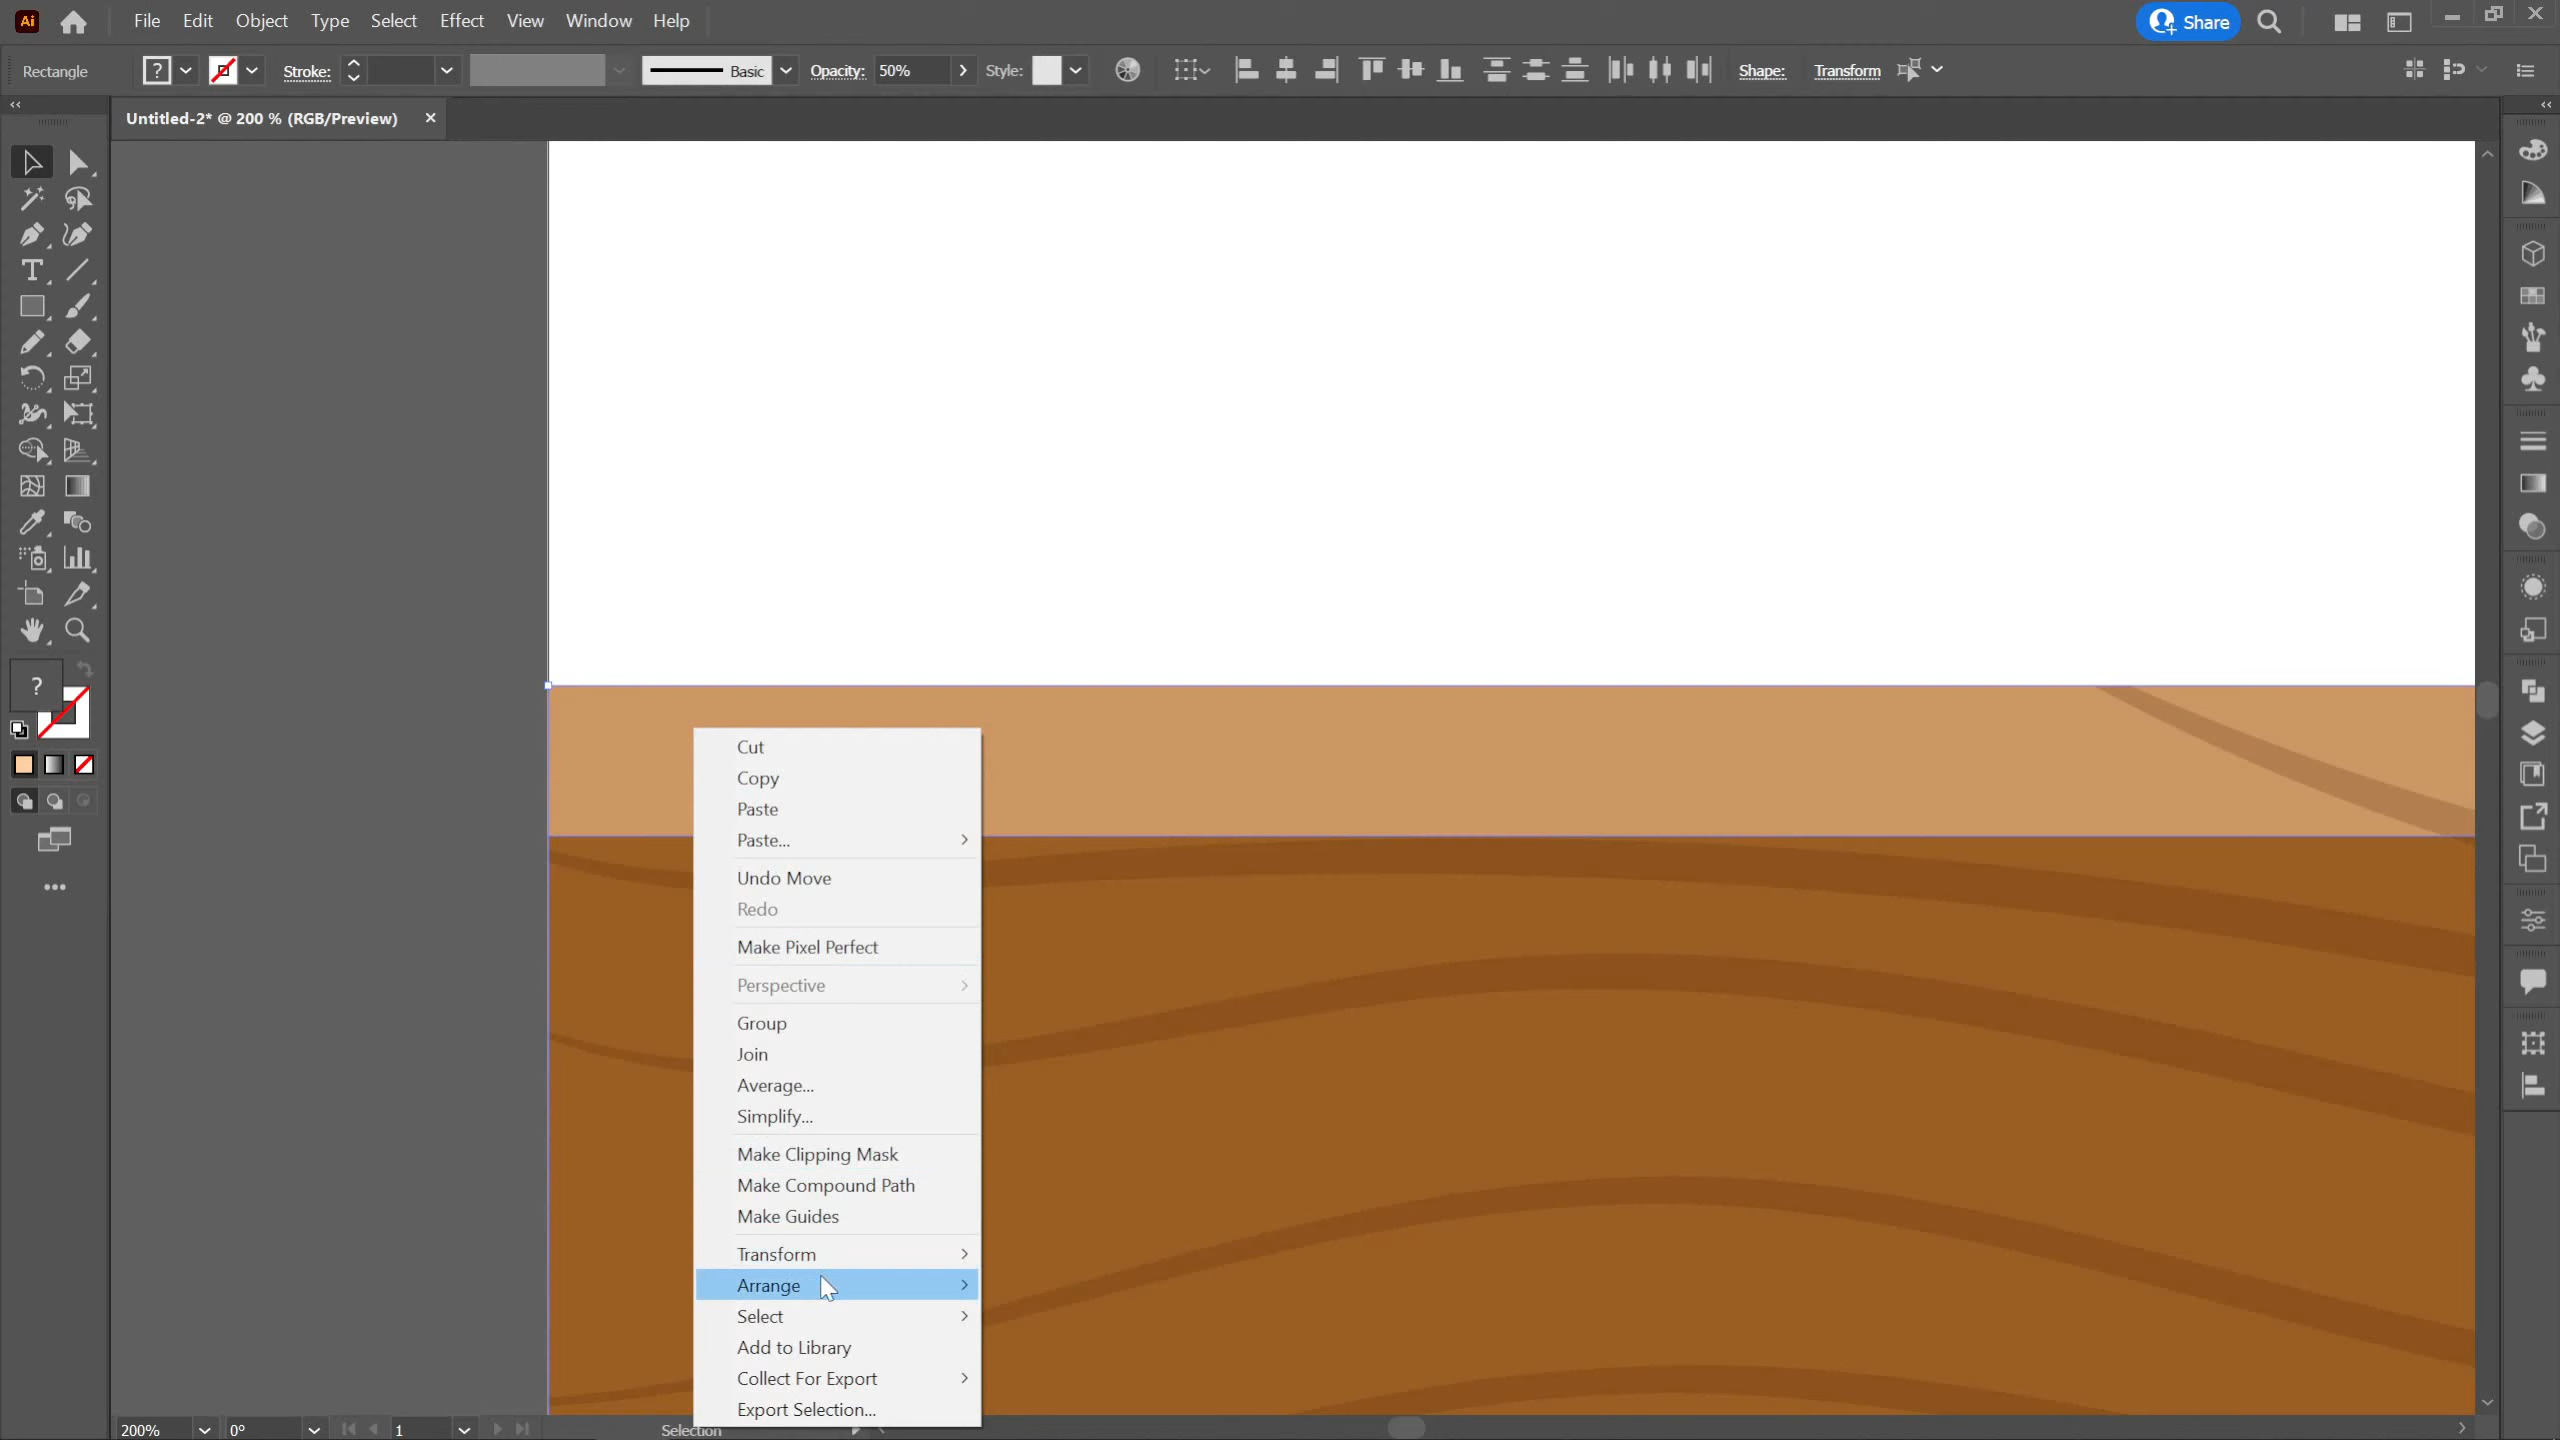 Ai File Edit Object Type Select Effect View Window Help Share
Rectangle ? Stroke: Basic Opacity: 50% Style: Shape: Transform
Untitled-2* @ 200 % (RGB/Preview)
T
?
Cut
Copy
Paste
Paste...
Undo Move
Redo
Make Pixel Perfect
Perspective
Group
Join
Average...
Simplify...
Make Clipping Mask
Make Compound Path
Make Guides
Transform
Arrange
Select
Add to Library
Collect For Export
Export Selection...
200% 0° 1 Selection